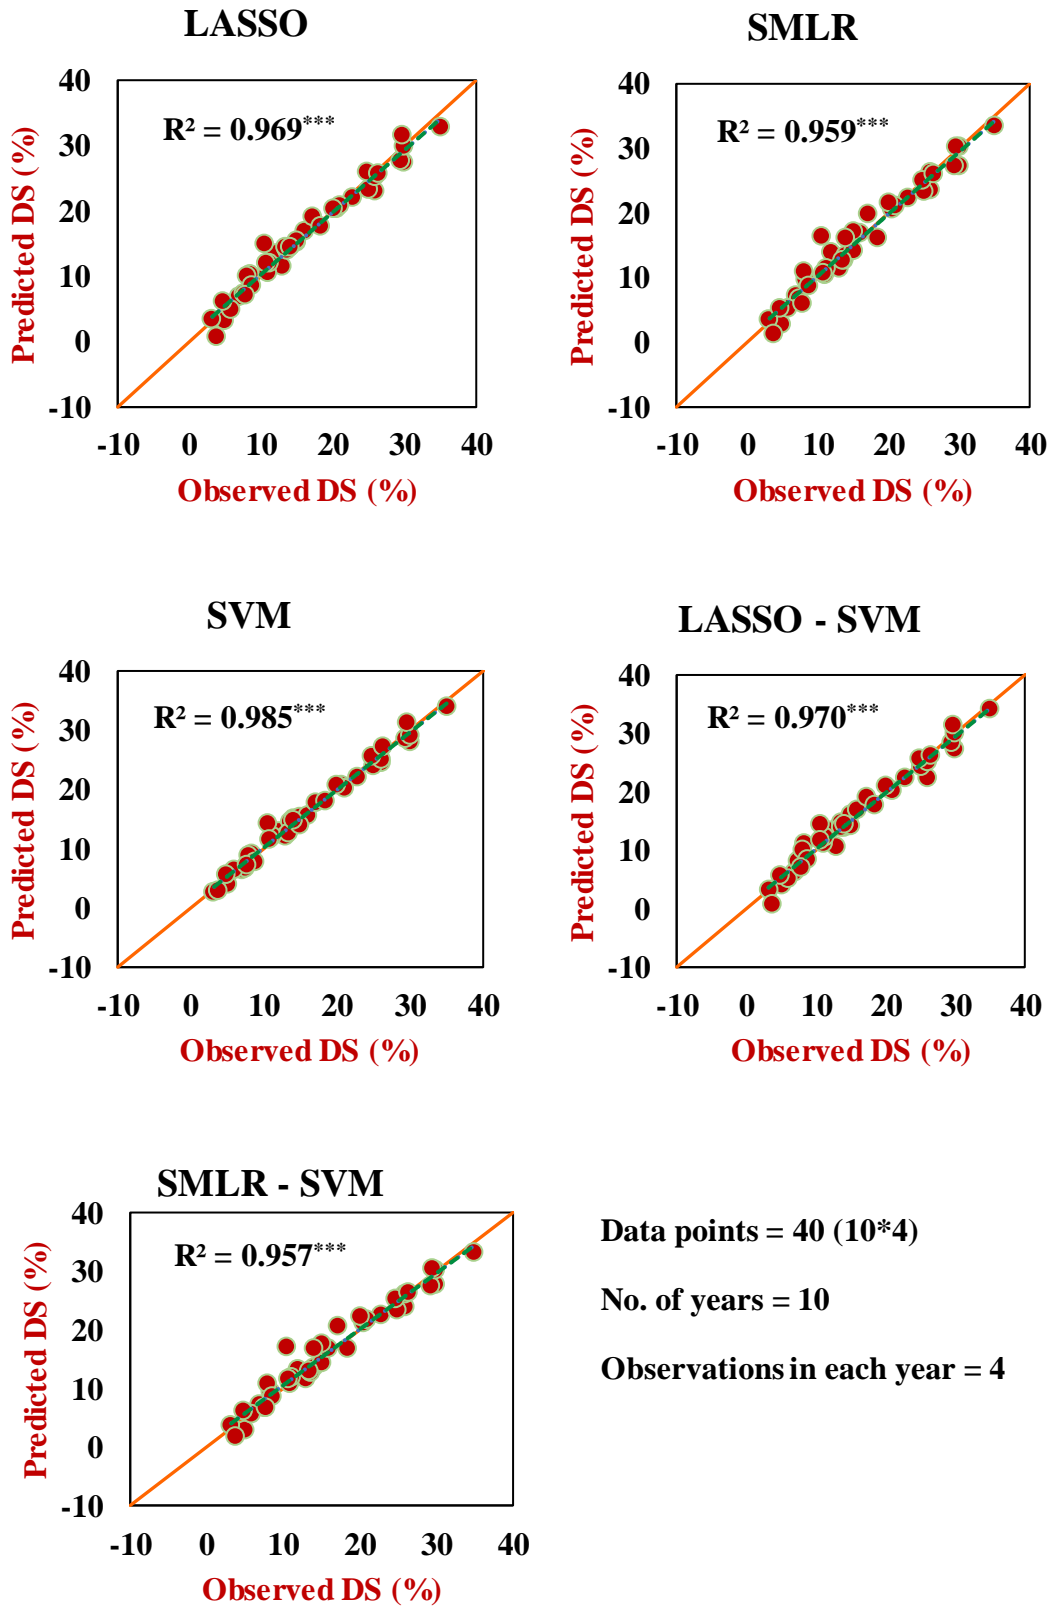 LASSO
R² = 0.969***
Predicted DS (%)
40
30
20
10
0
-10
-10 0 10 20 30 40
Observed DS (%)
SMLR
R² = 0.959***
Predicted DS (%)
40
30
20
10
0
-10
-10 0 10 20 30 40
Observed DS (%)
SVM
R² = 0.985***
Predicted DS (%)
40
30
20
10
0
-10
-10 0 10 20 30 40
Observed DS (%)
LASSO - SVM
R² = 0.970***
Predicted DS (%)
40
30
20
10
0
-10
-10 0 10 20 30 40
Observed DS (%)
SMLR - SVM
R² = 0.957***
Predicted DS (%)
40
30
20
10
0
-10
-10 0 10 20 30 40
Observed DS (%)
Data points = 40 (10*4)
No. of years = 10
Observations in each year = 4